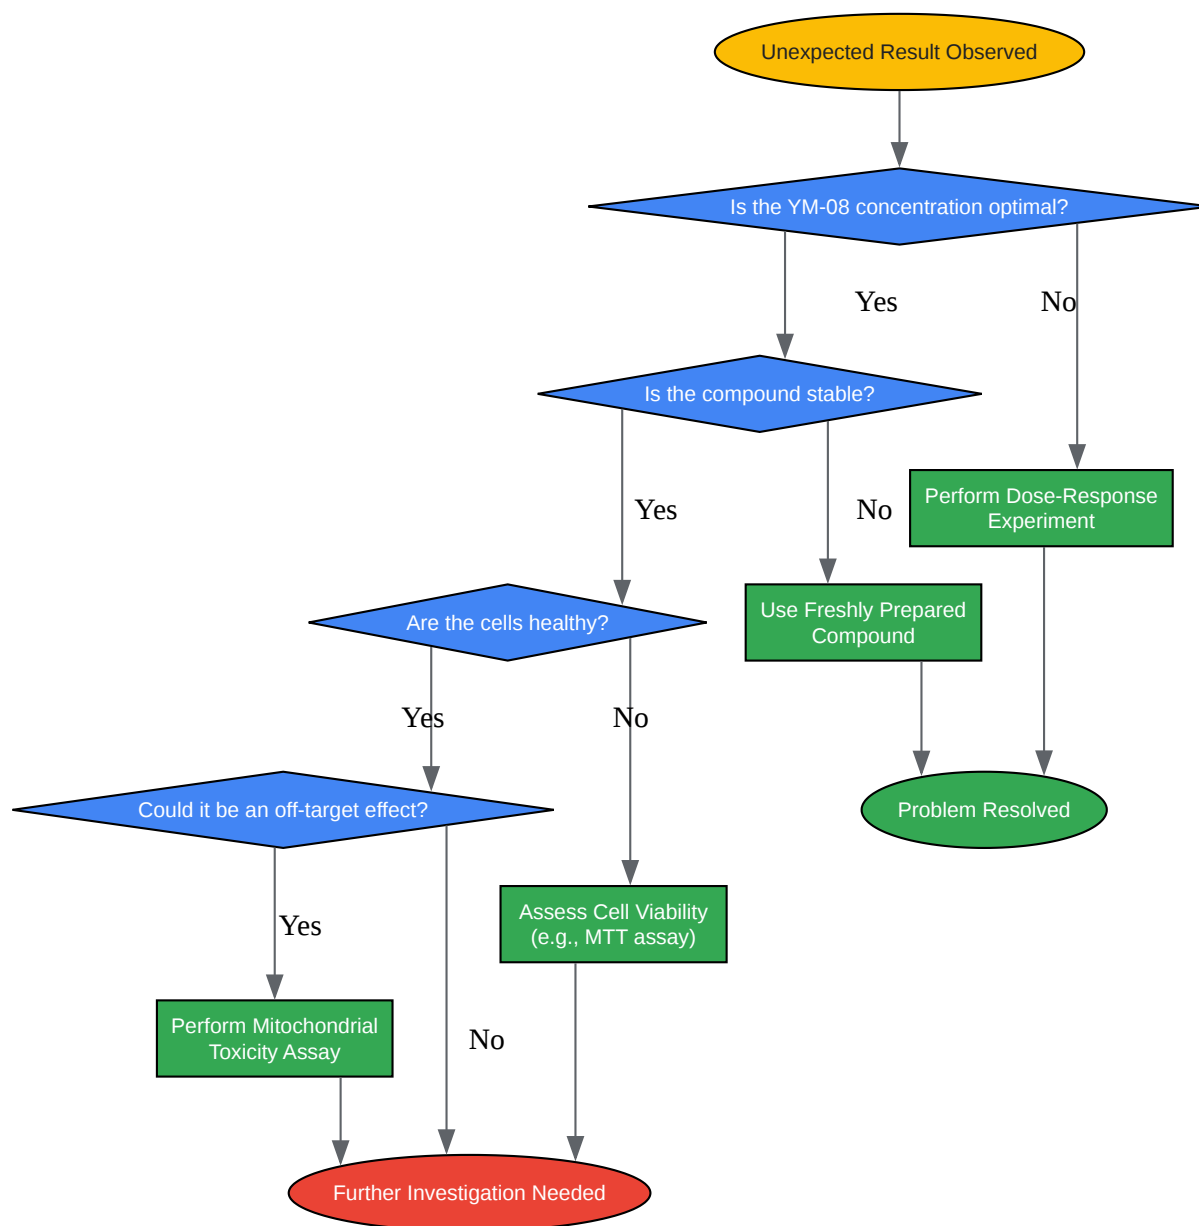 Unexpected Result Observed
Is the YM-08 concentration optimal?
Yes
No
Is the compound stable?
Yes
No
Perform Dose-Response
Experiment
Use Freshly Prepared
Compound
Are the cells healthy?
Yes
No
Could it be an off-target effect?
Problem Resolved
Yes
Assess Cell Viability
(e.g., MTT assay)
Perform Mitochondrial
Toxicity Assay
No
Further Investigation Needed